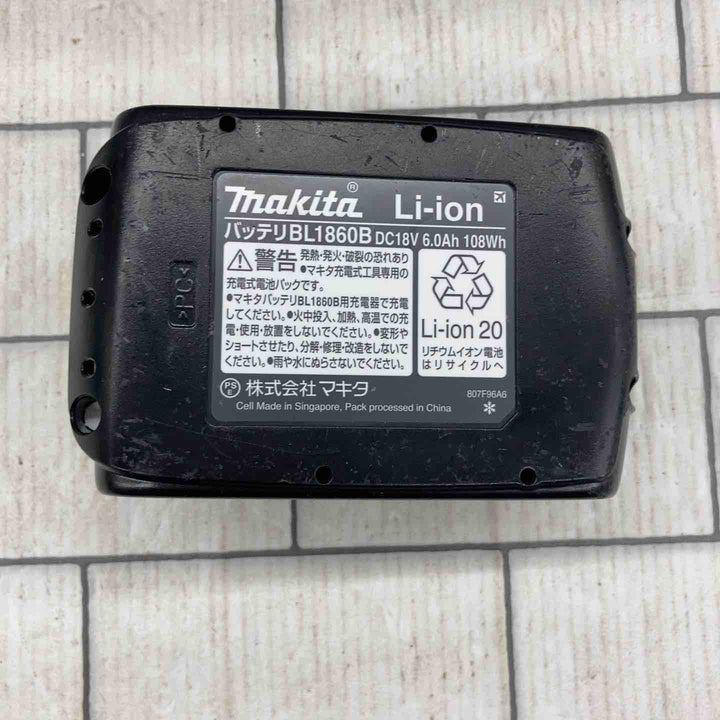 makita® Li-ion
バッテリBL1860B DC18V 6.0Ah 108Wh
⚠警告 発熱・発火・破裂の恐れあり
●マキタ充電式工具専用の
充電式電池パックです。
●マキタバッテリBL1860B用充電器で充電
してください。●火中投入、加熱、高温での充
電・使用・放置をしないでください。●変形や
ショートさせたり、分解・修理・改造をしないで
ください。●雨や水にぬらさないでください。
Li-ion 20
リチウムイオン電池
はリサイクルへ
PS
E 株式会社マキタ
807F96A6
Cell Made in Singapore, Pack processed in China
*
>PC<